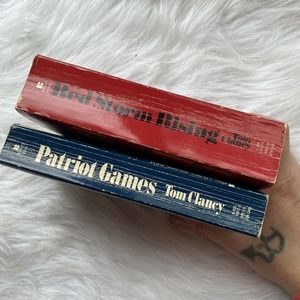 Red Storm Rising
Tom
Clancy
Patriot Games Tom Clancy